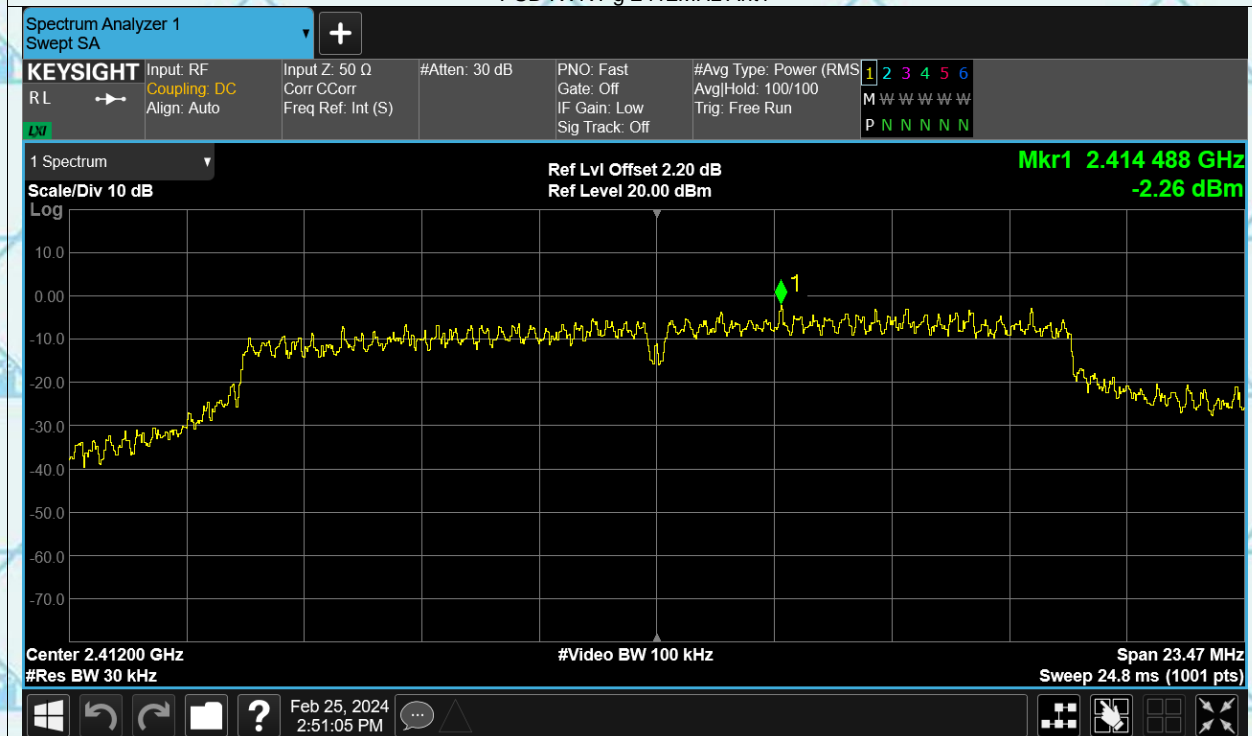 Spectrum Analyzer 1
Swept SA
+
KEYSIGHT
R L
LXI
Input: RF
Coupling: DC
Align: Auto
Input Z: 50 Ω
Corr CCorr
Freq Ref: Int (S)
#Atten: 30 dB
PNO: Fast
Gate: Off
IF Gain: Low
Sig Track: Off
#Avg Type: Power (RMS
Avg|Hold: 100/100
Trig: Free Run
1 2 3 4 5 6
M W W W W W
P N N N N N
1 Spectrum
Scale/Div 10 dB
Log
Ref Lvl Offset 2.20 dB
Ref Level 20.00 dBm
Mkr1 2.414 488 GHz
-2.26 dBm
1
10.0
0.00
-10.0
-20.0
-30.0
-40.0
-50.0
-60.0
-70.0
Center 2.41200 GHz
#Res BW 30 kHz
#Video BW 100 kHz
Span 23.47 MHz
Sweep 24.8 ms (1001 pts)
?
Feb 25, 2024
2:51:05 PM